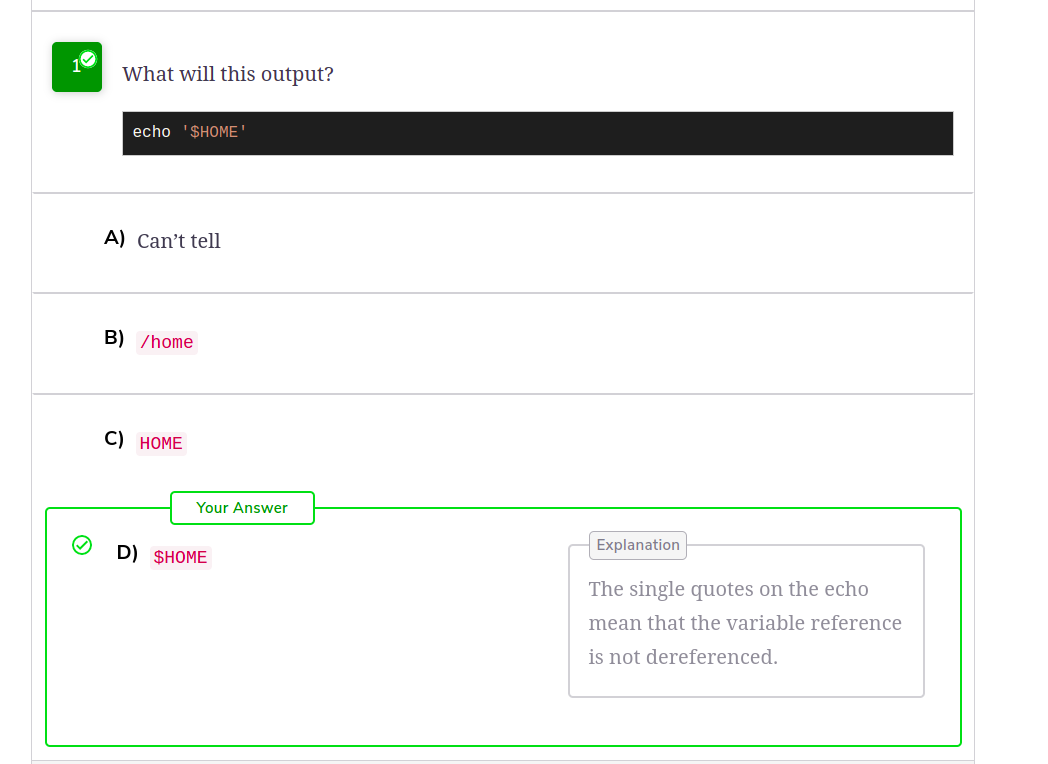 1
What will this output?
echo '$HOME'
A) Can’t tell
B) /home
C) HOME
Your Answer
D) $HOME
Explanation
The single quotes on the echo
mean that the variable reference
is not dereferenced.